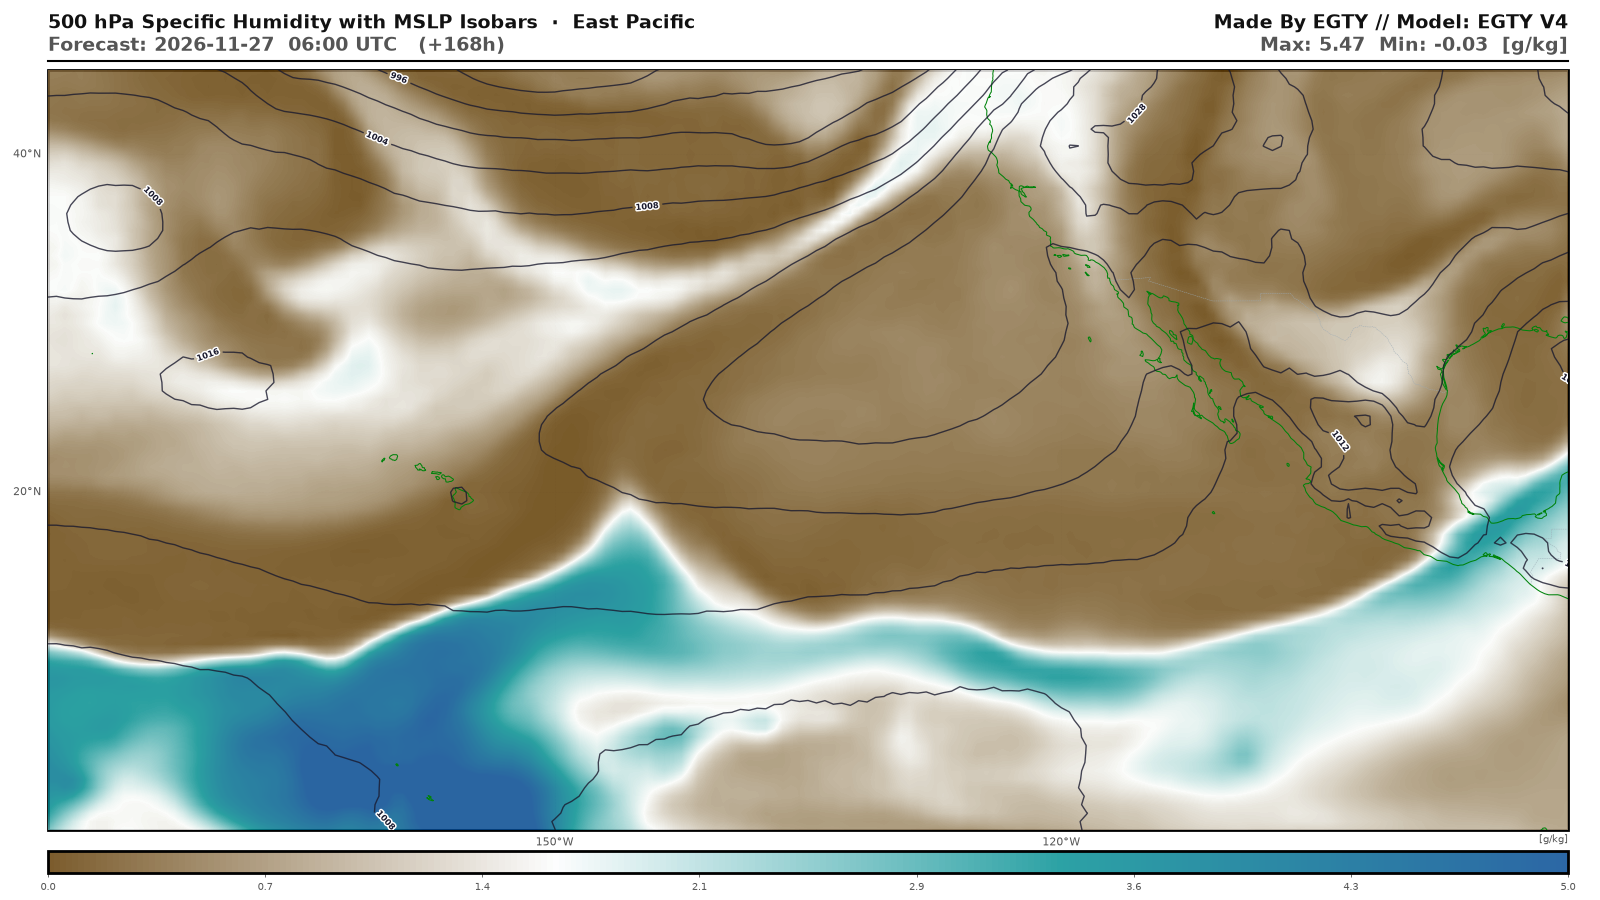 500 hPa Specific Humidity with MSLP Isobars · East Pacific
Made By EGTY // Model: EGTY V4
Forecast: 2026-11-27 06:00 UTC (+168h)
Max: 5.47 Min: -0.03 [g/kg]
996
1028
1004
40°N
1008
1008
1016
1012
20°N
1008
150°W
120°W
[g/kg]
0.0
0.7
1.4
2.1
2.9
3.6
4.3
5.0